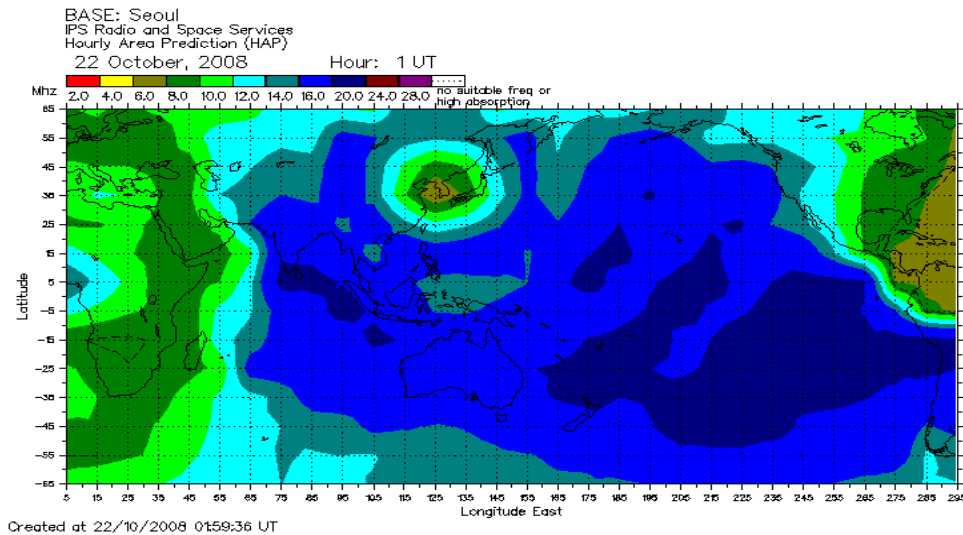 BASE: Seoul
IPS Radio and Space Services
Hourly Area Prediction (HAP)
22 October, 2008 Hour: 1 UT
Mhz 2.0 4.0 6.0 8.0 10.0 12.0 14.0 16.0 20.0 24.0 28.0 no suitable freq or
high absorption
65
55
45
35
25
15
5
-5
-15
-25
-35
-45
-55
-65
Latitude
5 15 25 35 45 55 65 75 85 95 105 115 125 135 145 155 165 175 185 195 205 215 225 235 245 255 265 275 285 295
Longitude East
Created at 22/10/2008 01:59:36 UT